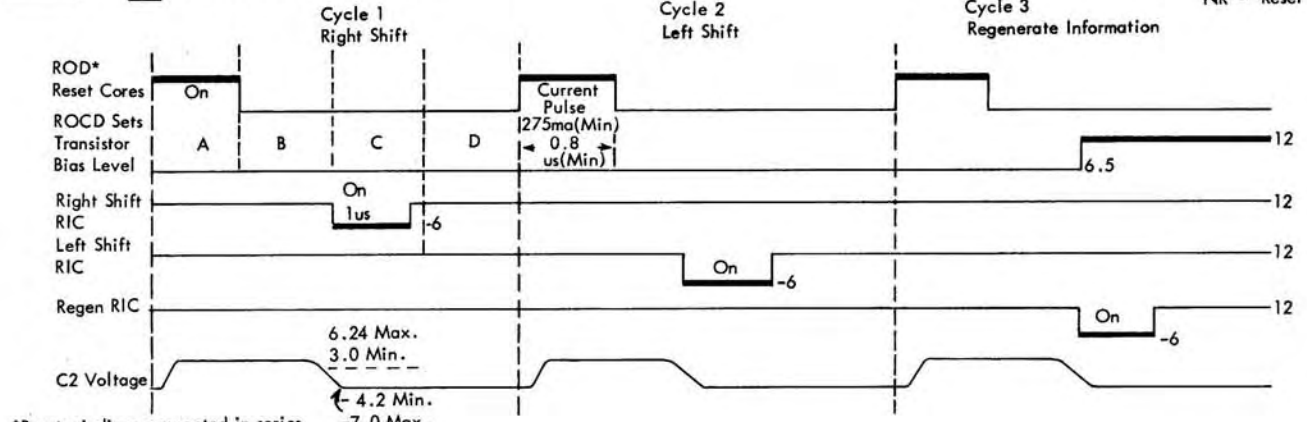 Cycle 1
Right Shift
Cycle 2
Left Shift
Cycle 3
Regenerate Information
Reset
ROD*
Reset Cores
On
Current
Pulse
275ma(Min)
0.8
us(Min)
ROCD Sets
Transistor
Bias Level
A B C D
12
6.5
Right Shift
RIC
On
1us
-6
12
Left Shift
RIC
On
-6
12
Regen RIC
On
-6
12
C2 Voltage
6.24 Max.
3.0 Min.
- 4.2 Min.
-7.0 Max.